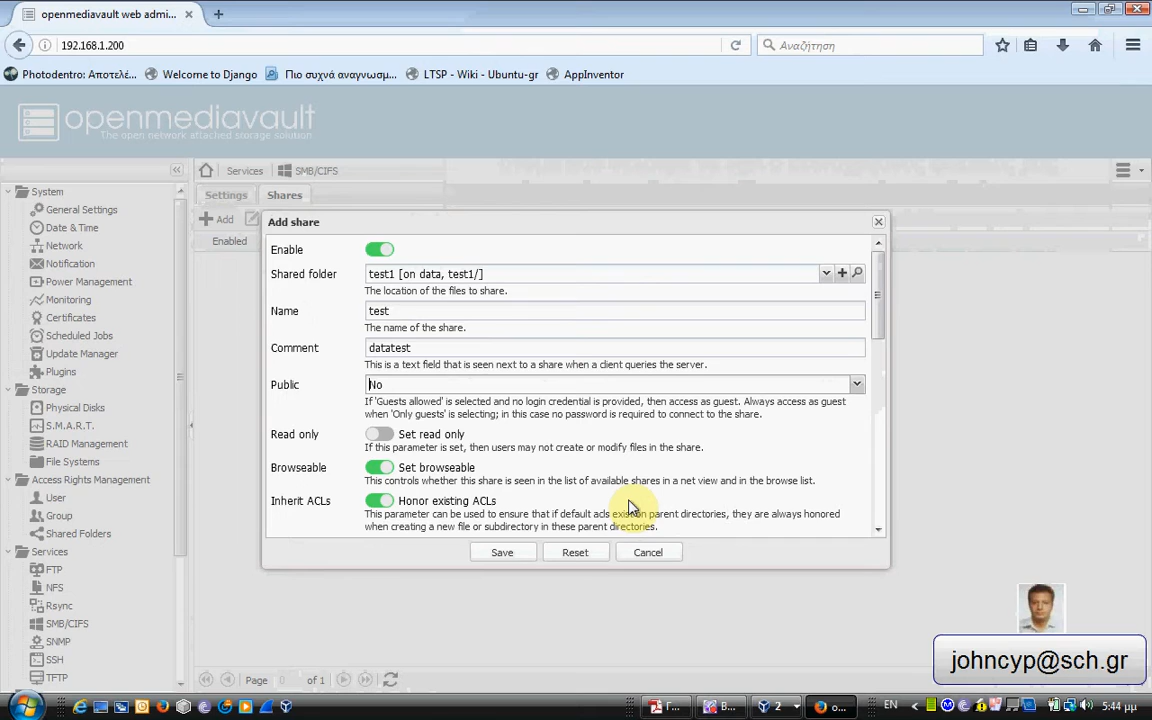 openmediavault web admi...
192.168.1.200
Αναζήτηση
Photodentro: Αποτελέ...
Welcome to Django
Πιο συχνά αναγνωσμ...
LTSP - Wiki - Ubuntu-gr
AppInventor
openmediavault
The open network attached storage solution
Services
SMB/CIFS
System
General Settings
Date & Time
Network
Notification
Power Management
Monitoring
Certificates
Scheduled Jobs
Update Manager
Plugins
Storage
Physical Disks
S.M.A.R.T.
RAID Management
File Systems
Access Rights Management
User
Group
Shared Folders
Services
FTP
NFS
Rsync
SMB/CIFS
SNMP
SSH
TFTP
Settings
Shares
Add
Enabled
Add share
Enable
Shared folder
test1 [on data, test1/]
The location of the files to share.
Name
test
The name of the share.
Comment
datatest
This is a text field that is seen next to a share when a client queries the server.
Public
No
If 'Guests allowed' is selected and no login credential is provided, then access as guest. Always access as guest
when 'Only guests' is selecting; in this case no password is required to connect to the share.
Read only
Set read only
If this parameter is set, then users may not create or modify files in the share.
Browseable
Set browseable
This controls whether this share is seen in the list of available shares in a net view and in the browse list.
Inherit ACLs
Honor existing ACLs
This parameter can be used to ensure that if default acls exist on parent directories, they are always honored
when creating a new file or subdirectory in these parent directories.
Save
Reset
Cancel
Page
0
of 1
johncyp@sch.gr
Γ...
B...
2
o...
EN
5:44 μμ